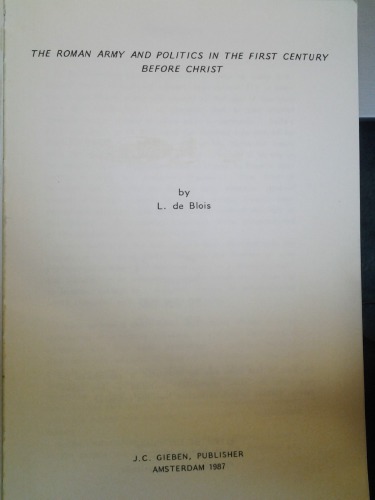 THE ROMAN ARMY AND POLITICS IN THE FIRST CENTURY
BEFORE CHRIST
by
L. de Blois
J.C. GIEBEN, PUBLISHER
AMSTERDAM 1987